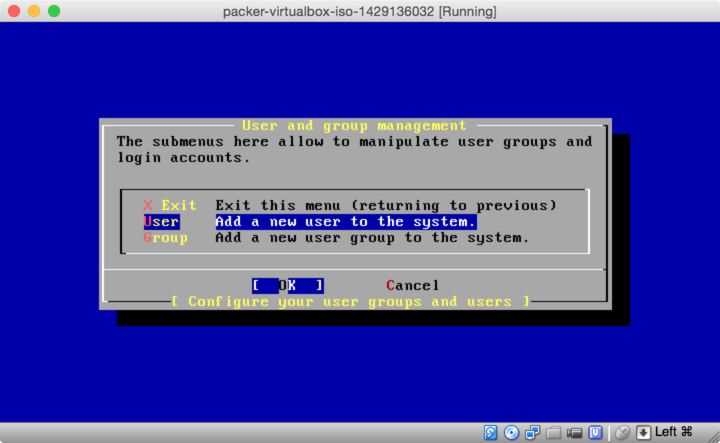 packer-virtualbox-iso-1429136032 [Running]
User and group management
The submenus here allow to manipulate user groups and
login accounts.
X Exit Exit this menu (returning to previous)
User Add a new user to the system.
Group Add a new user group to the system.
[ OK ] Cancel
[ Configure your user groups and users ]
Left ⌘